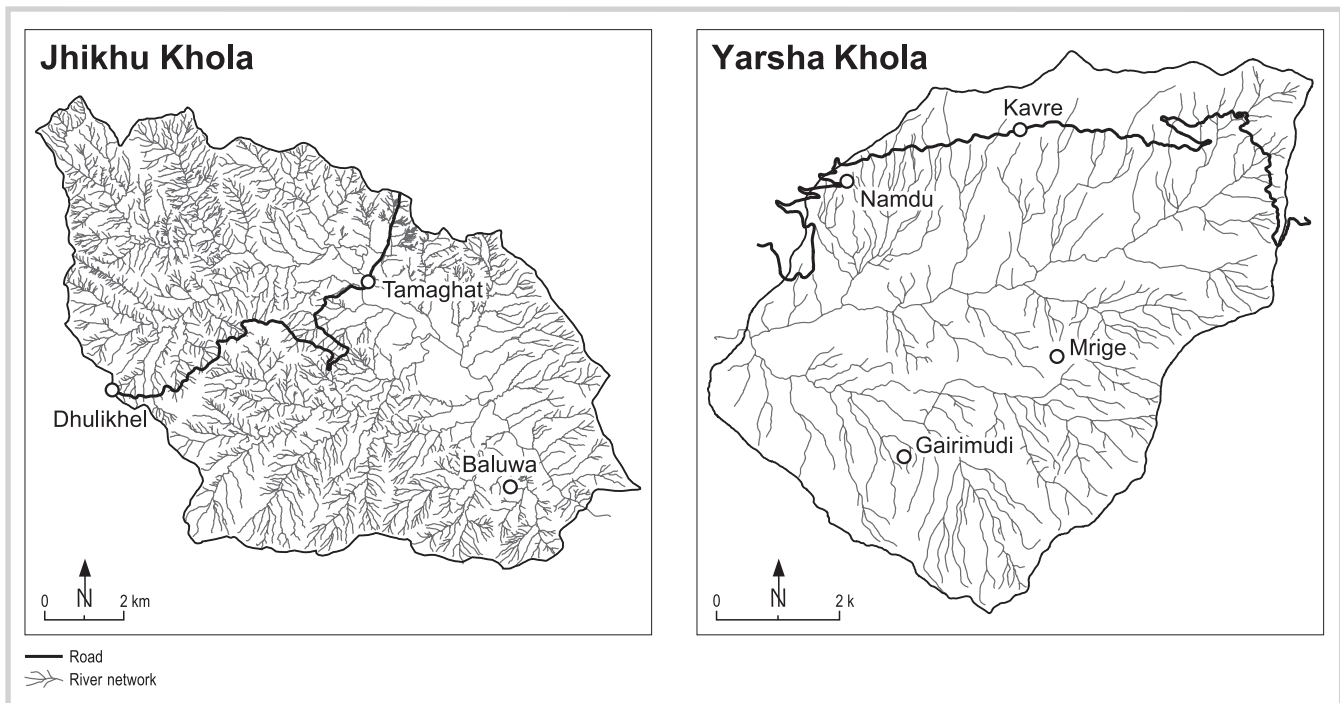 Jhikhu Khola
Tamaghat
Dhulikhel
Baluwa
0 N 2 km
Yarsha Khola
Kavre
Namdu
Mrige
Gairimudi
0 N 2 k
Road
River network